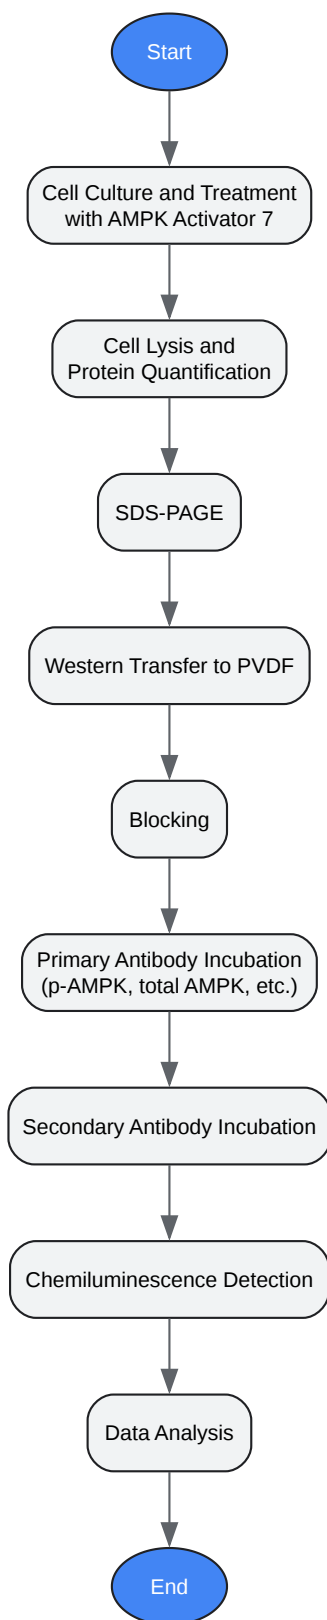 Start
Cell Culture and Treatment
with AMPK Activator 7
Cell Lysis and
Protein Quantification
SDS-PAGE
Western Transfer to PVDF
Blocking
Primary Antibody Incubation
(p-AMPK, total AMPK, etc.)
Secondary Antibody Incubation
Chemiluminescence Detection
Data Analysis
End